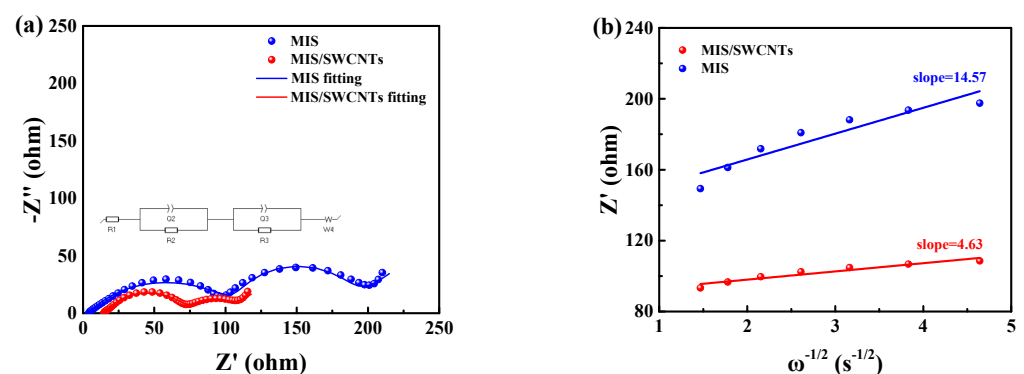 (a)
250
200
150
100
50
0
-Z'' (ohm)
MIS
MIS/SWCNTs
MIS fitting
MIS/SWCNTs fitting
R1
Q2
R2
Q3
R3
W
W4
0 50 100 150 200 250
Z' (ohm)
(b)
240
200
160
120
80
Z' (ohm)
MIS/SWCNTs
MIS
slope=14.57
slope=4.63
1 2 3 4 5
ω⁻¹/² (s⁻¹/²)